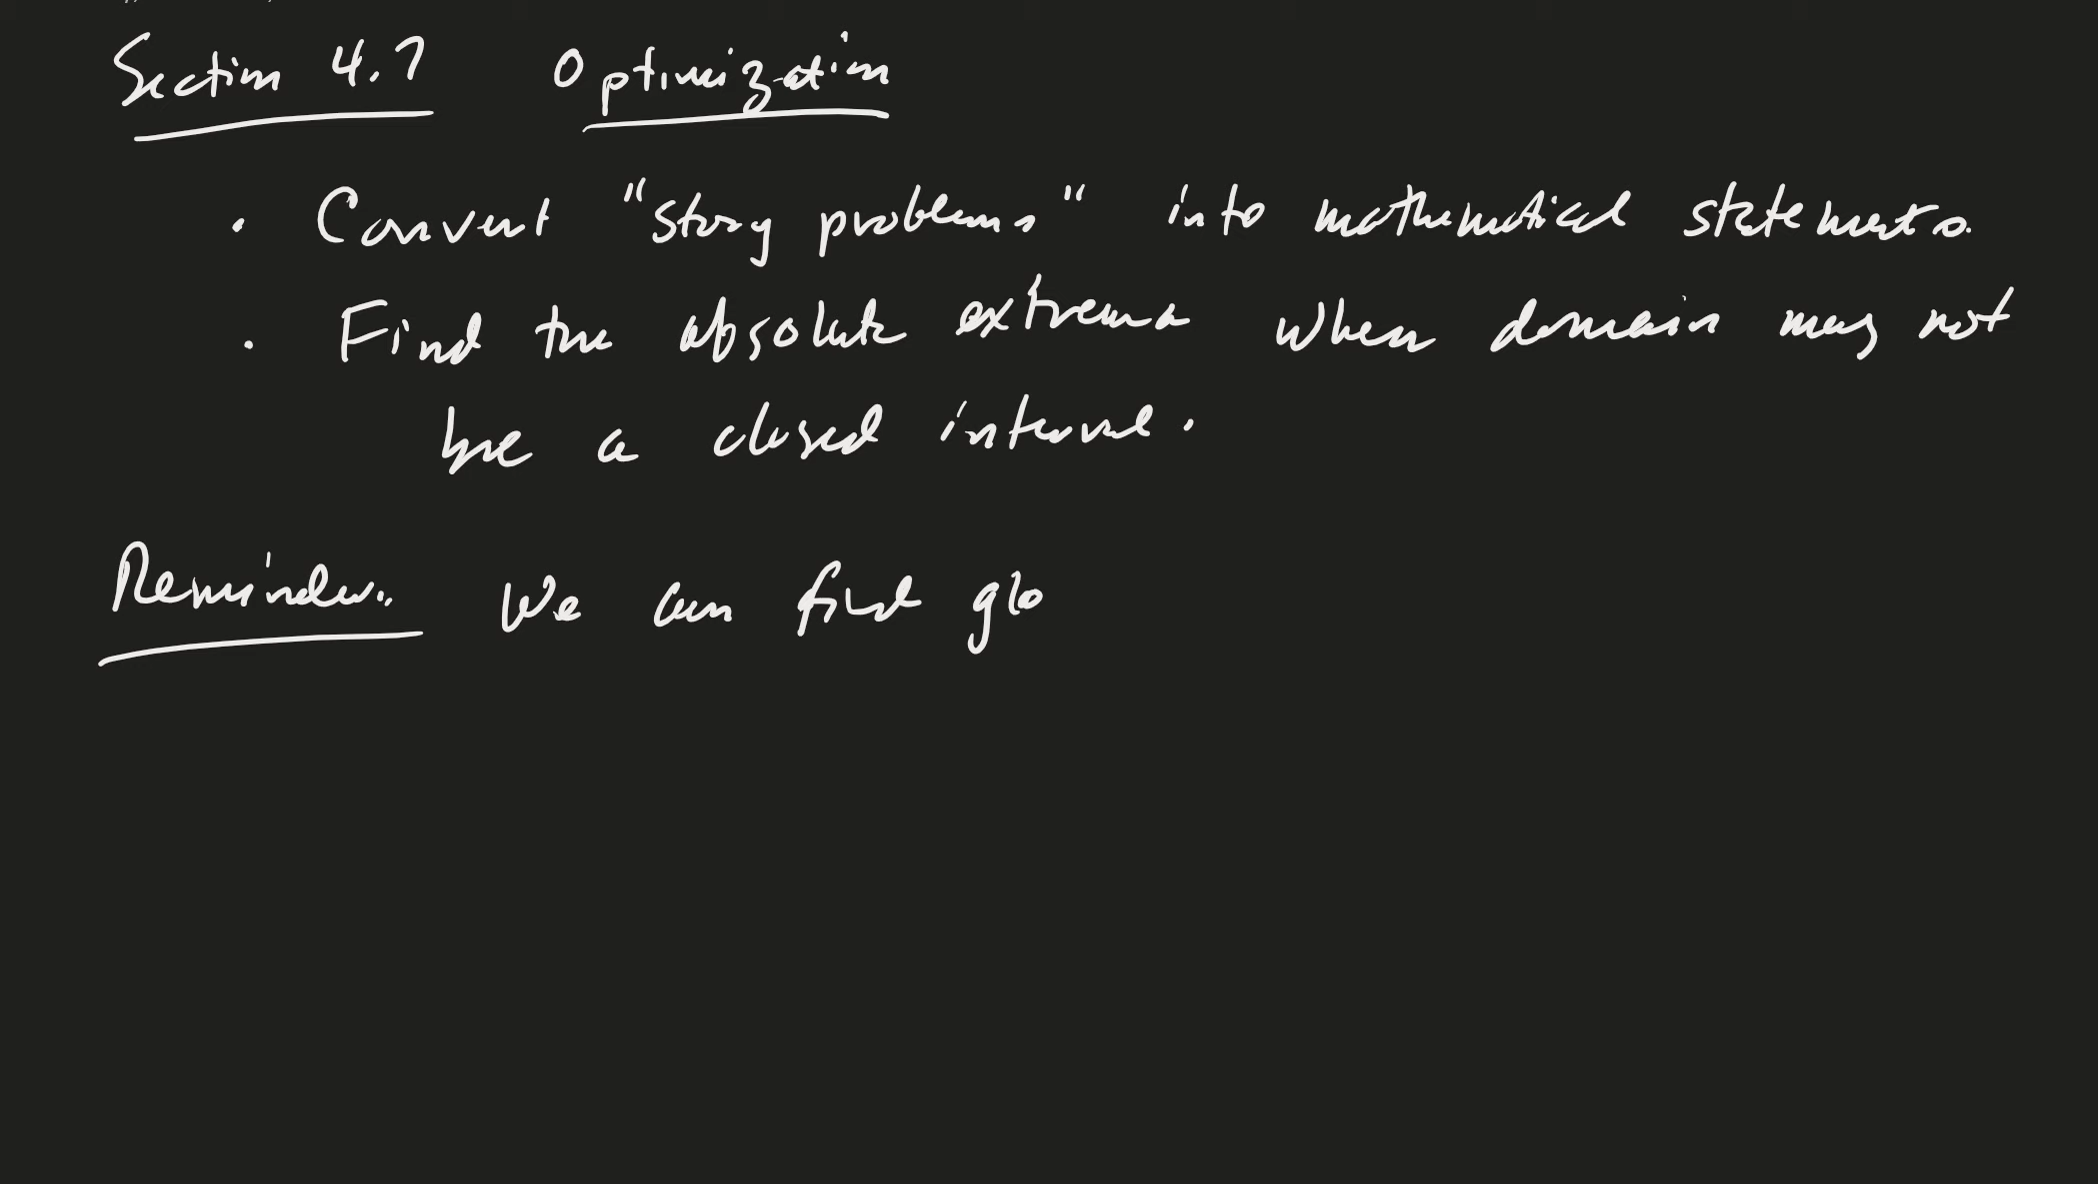 Section 4.7 Optimization
• Convert "story problems" into mathematical statements.
• Find the absolute extrema when domain may not
be a closed interval.
Reminder: We can find glo